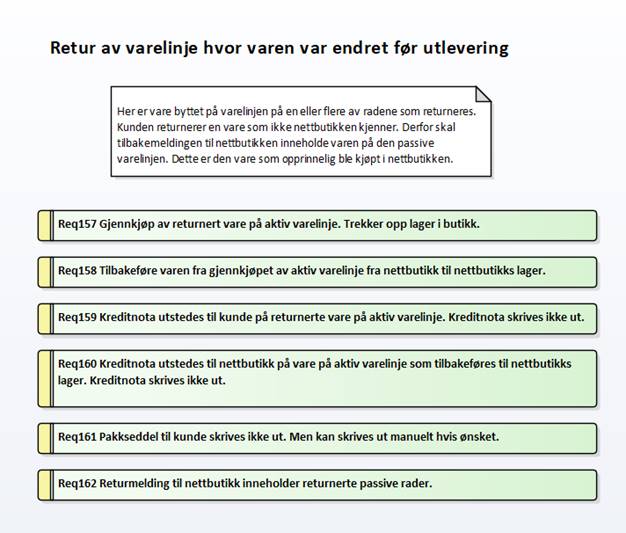 Retur av varelinje hvor varen var endret før utlevering
Her er vare byttet på varelinjen på en eller flere av radene som returneres.
Kunden returnerer en vare som ikke nettbutikken kjenner. Derfor skal
tilbakemeldingen til nettbutikken inneholde varen på den passive
varelinjen. Dette er den vare som opprinnelig ble kjøpt i nettbutikken.
Req157 Gjennkjøp av returnert vare på aktiv varelinje. Trekker opp lager i butikk.
Req158 Tilbakeføre varen fra gjennkjøpet av aktiv varelinje fra nettbutikk til nettbutikks lager.
Req159 Kreditnota utstedes til kunde på returnerte vare på aktiv varelinje. Kreditnota skrives ikke ut.
Req160 Kreditnota utstedes til nettbutikk på vare på aktiv varelinje som tilbakeføres til nettbutikks
lager. Kreditnota skrives ikke ut.
Req161 Pakkseddel til kunde skrives ikke ut. Men kan skrives ut manuelt hvis ønsket.
Req162 Returmelding til nettbutikk inneholder returnerte passive rader.